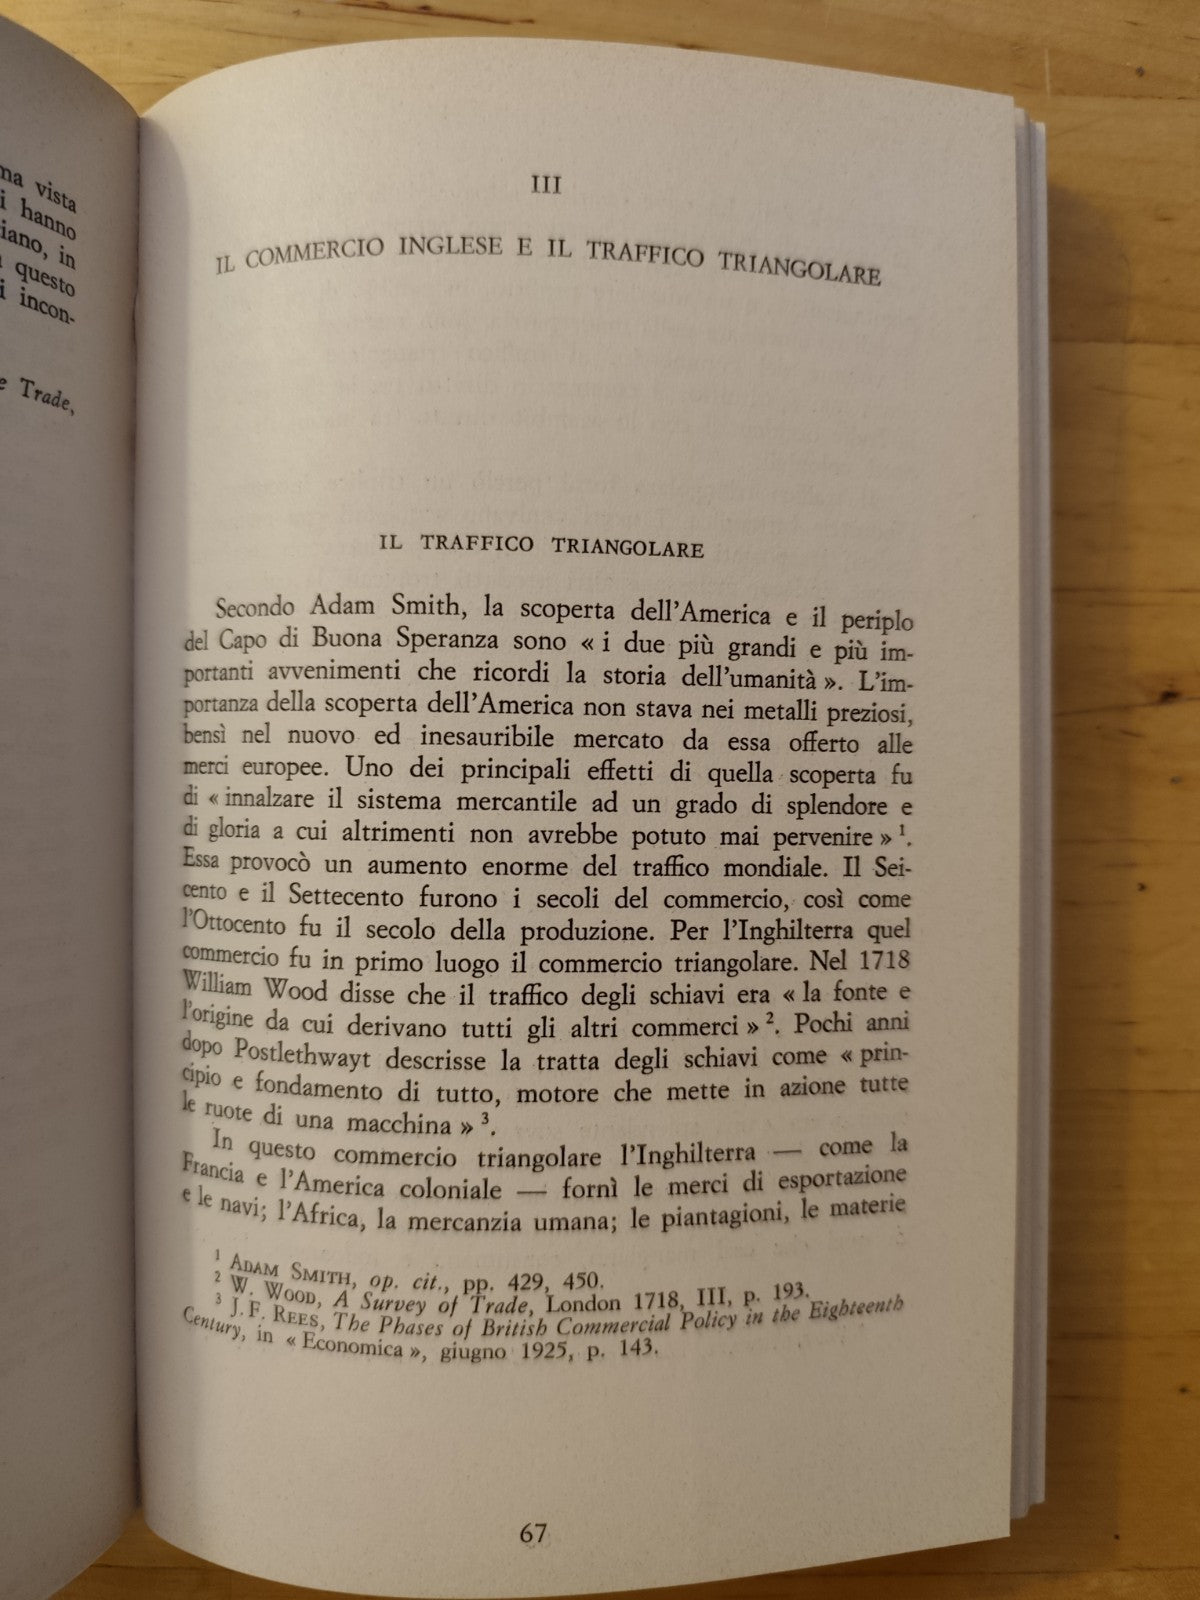 vista
i hanno
iano, in
questo
i incon-
e Trade,
III
IL COMMERCIO INGLESE E IL TRAFFICO TRIANGOLARE
IL TRAFFICO TRIANGOLARE
Secondo Adam Smith, la scoperta dell'America e il periplo
del Capo di Buona Speranza sono « i due più grandi e più im-
portanti avvenimenti che ricordi la storia dell'umanità ». L'im-
portanza della scoperta dell'America non stava nei metalli preziosi,
bensì nel nuovo ed inesauribile mercato da essa offerto alle
merci europee. Uno dei principali effetti di quella scoperta fu
di « innalzare il sistema mercantile ad un grado di splendore e
di gloria a cui altrimenti non avrebbe potuto mai pervenire » ¹.
Essa provocò un aumento enorme del traffico mondiale. Il Sei-
cento e il Settecento furono i secoli del commercio, così come
l'Ottocento fu il secolo della produzione. Per l'Inghilterra quel
commercio fu in primo luogo il commercio triangolare. Nel 1718
William Wood disse che il traffico degli schiavi era « la fonte e
l'origine da cui derivano tutti gli altri commerci » ². Pochi anni
dopo Postlethwayt descrisse la tratta degli schiavi come « prin-
cipio e fondamento di tutto, motore che mette in azione tutte
le ruote di una macchina » ³.
In questo commercio triangolare l'Inghilterra — come la
Francia e l'America coloniale — fornì le merci di esportazione
e le navi; l'Africa, la mercanzia umana; le piantagioni, le materie
¹ ADAM SMITH, op. cit., pp. 429, 450.
² W. WOOD, A Survey of Trade, London 1718, III, p. 193.
³ J. F. REES, The Phases of British Commercial Policy in the Eighteenth
Century, in « Economica », giugno 1925, p. 143.
67